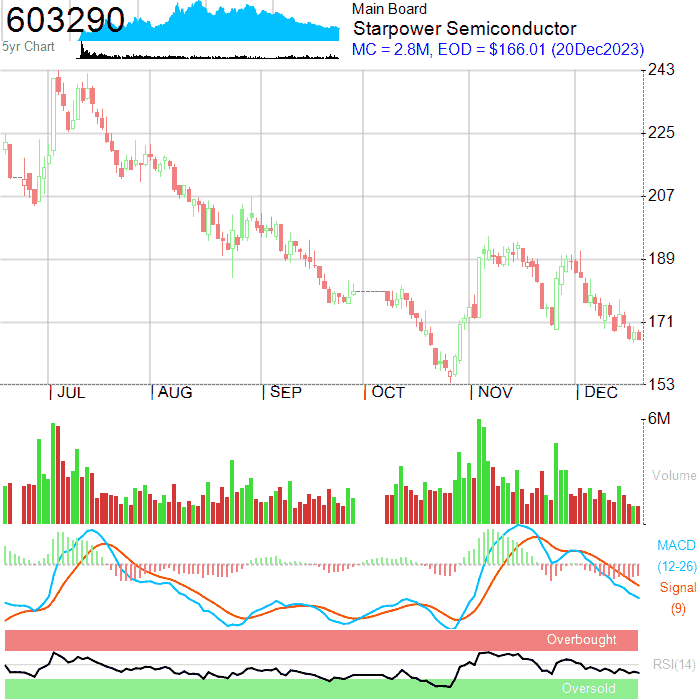 603290
5yr Chart
Main Board
Starpower Semiconductor
MC = 2.8M, EOD = $166.01 (20Dec2023)
243
225
207
189
171
153
JUL AUG SEP OCT NOV DEC
6M
Volume
MACD
(12-26)
Signal
(9)
Overbought
RSI(14)
Oversold